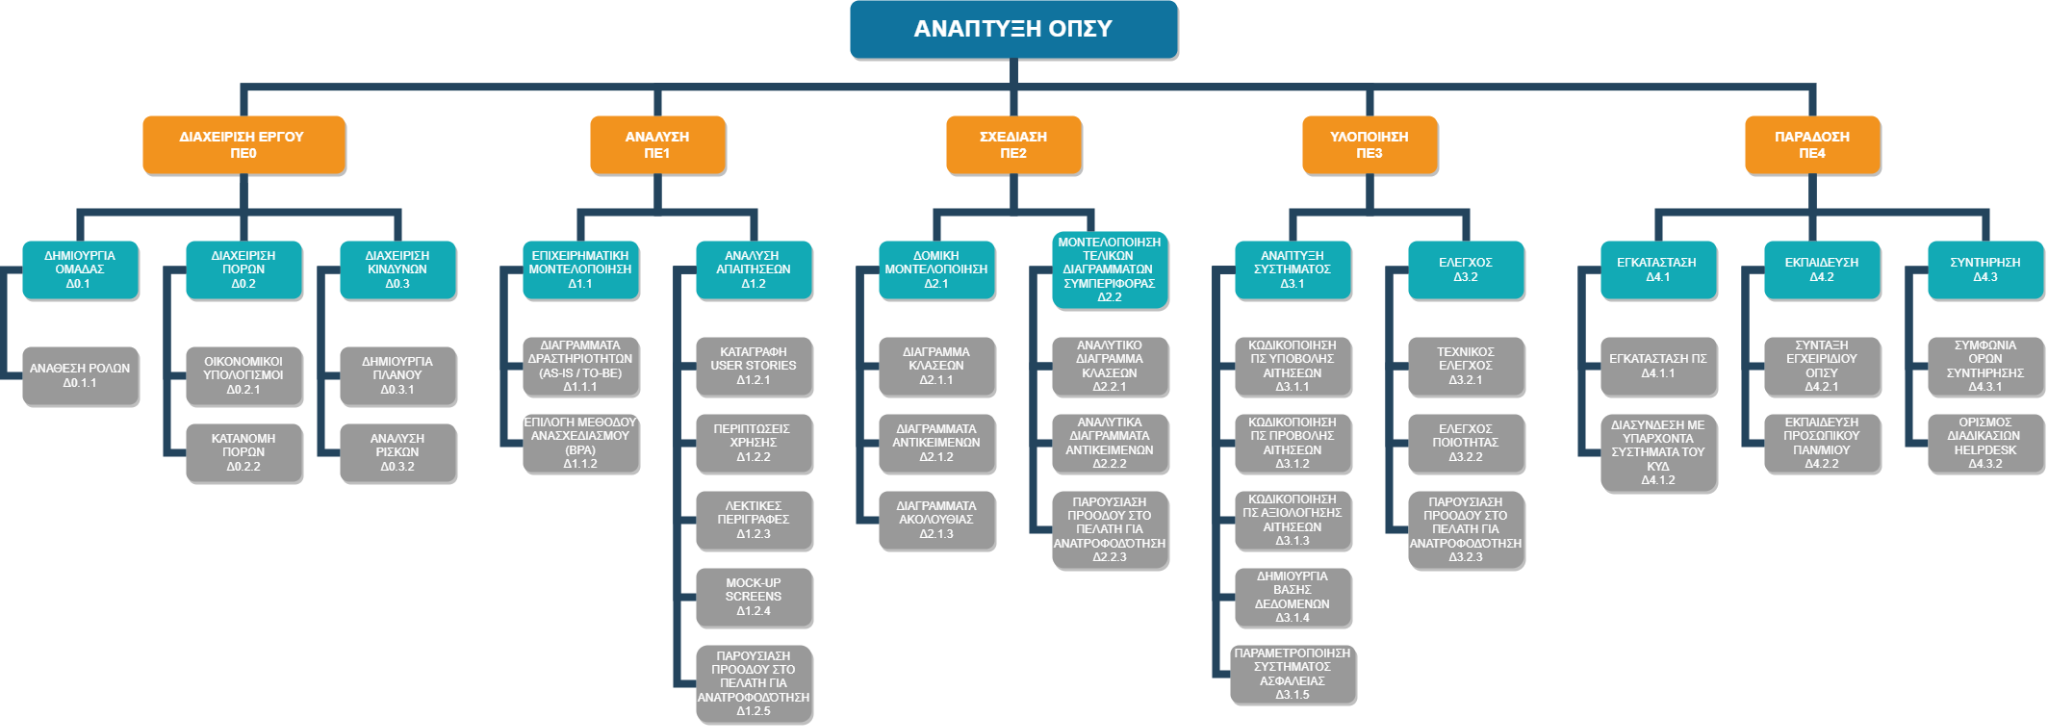 ΑΝΑΠΤΥΞΗ ΟΠΣΥ
ΔΙΑΧΕΙΡΙΣΗ ΕΡΓΟΥ
ΠΕ0
ΑΝΑΛΥΣΗ
ΠΕ1
ΣΧΕΔΙΑΣΗ
ΠΕ2
ΥΛΟΠΟΙΗΣΗ
ΠΕ3
ΠΑΡΑΔΟΣΗ
ΠΕ4
ΔΗΜΙΟΥΡΓΙΑ
ΟΜΑΔΑΣ
Δ0.1
ΔΙΑΧΕΙΡΙΣΗ
ΠΟΡΩΝ
Δ0.2
ΔΙΑΧΕΙΡΙΣΗ
ΚΙΝΔΥΝΩΝ
Δ0.3
ΕΠΙΧΕΙΡΗΜΑΤΙΚΗ
ΜΟΝΤΕΛΟΠΟΙΗΣΗ
Δ1.1
ΑΝΑΛΥΣΗ
ΑΠΑΙΤΗΣΕΩΝ
Δ1.2
ΔΟΜΙΚΗ
ΜΟΝΤΕΛΟΠΟΙΗΣΗ
Δ2.1
ΜΟΝΤΕΛΟΠΟΙΗΣΗ
ΤΕΛΙΚΩΝ
ΔΙΑΓΡΑΜΜΑΤΩΝ
ΣΥΜΠΕΡΙΦΟΡΑΣ
Δ2.2
ΑΝΑΠΤΥΞΗ
ΣΥΣΤΗΜΑΤΟΣ
Δ3.1
ΕΛΕΓΧΟΣ
Δ3.2
ΕΓΚΑΤΑΣΤΑΣΗ
Δ4.1
ΕΚΠΑΙΔΕΥΣΗ
Δ4.2
ΣΥΝΤΗΡΗΣΗ
Δ4.3
ΑΝΑΘΕΣΗ ΡΟΛΩΝ
Δ0.1.1
ΟΙΚΟΝΟΜΙΚΟΙ
ΥΠΟΛΟΓΙΣΜΟΙ
Δ0.2.1
ΚΑΤΑΝΟΜΗ
ΠΟΡΩΝ
Δ0.2.2
ΔΗΜΙΟΥΡΓΙΑ
ΠΛΑΝΟΥ
Δ0.3.1
ΑΝΑΛΥΣΗ
ΡΙΣΚΩΝ
Δ0.3.2
ΔΙΑΓΡΑΜΜΑΤΑ
ΔΡΑΣΤΗΡΙΟΤΗΤΩΝ
(AS-IS / TO-BE)
Δ1.1.1
ΕΠΙΛΟΓΗ ΜΕΘΟΔΟΥ
ΑΝΑΣΧΕΔΙΑΣΜΟΥ
(BPA)
Δ1.1.2
ΚΑΤΑΓΡΑΦΗ
USER STORIES
Δ1.2.1
ΠΕΡΙΠΤΩΣΕΙΣ
ΧΡΗΣΗΣ
Δ1.2.2
ΛΕΚΤΙΚΕΣ
ΠΕΡΙΓΡΑΦΕΣ
Δ1.2.3
MOCK-UP
SCREENS
Δ1.2.4
ΠΑΡΟΥΣΙΑΣΗ
ΠΡΟΟΔΟΥ ΣΤΟ
ΠΕΛΑΤΗ ΓΙΑ
ΑΝΑΤΡΟΦΟΔΌΤΗΣΗ
Δ1.2.5
ΔΙΑΓΡΑΜΜΑ
ΚΛΑΣΕΩΝ
Δ2.1.1
ΔΙΑΓΡΑΜΜΑΤΑ
ΑΝΤΙΚΕΙΜΕΝΩΝ
Δ2.1.2
ΔΙΑΓΡΑΜΜΑΤΑ
ΑΚΟΛΟΥΘΙΑΣ
Δ2.1.3
ΑΝΑΛΥΤΙΚΟ
ΔΙΑΓΡΑΜΜΑ
ΚΛΑΣΕΩΝ
Δ2.2.1
ΑΝΑΛΥΤΙΚΑ
ΔΙΑΓΡΑΜΜΑΤΑ
ΑΝΤΙΚΕΙΜΕΝΩΝ
Δ2.2.2
ΠΑΡΟΥΣΙΑΣΗ
ΠΡΟΟΔΟΥ ΣΤΟ
ΠΕΛΑΤΗ ΓΙΑ
ΑΝΑΤΡΟΦΟΔΌΤΗΣΗ
Δ2.2.3
ΚΩΔΙΚΟΠΟΙΗΣΗ
ΠΣ ΥΠΟΒΟΛΗΣ
ΑΙΤΗΣΕΩΝ
Δ3.1.1
ΚΩΔΙΚΟΠΟΙΗΣΗ
ΠΣ ΠΡΟΒΟΛΗΣ
ΑΙΤΗΣΕΩΝ
Δ3.1.2
ΚΩΔΙΚΟΠΟΙΗΣΗ
ΠΣ ΑΞΙΟΛΟΓΗΣΗΣ
ΑΙΤΗΣΕΩΝ
Δ3.1.3
ΔΗΜΙΟΥΡΓΙΑ
ΒΑΣΗΣ
ΔΕΔΟΜΕΝΩΝ
Δ3.1.4
ΠΑΡΑΜΕΤΡΟΠΟΙΗΣΗ
ΣΥΣΤΗΜΑΤΟΣ
ΑΣΦΑΛΕΙΑΣ
Δ3.1.5
ΤΕΧΝΙΚΟΣ
ΕΛΕΓΧΟΣ
Δ3.2.1
ΕΛΕΓΧΟΣ
ΠΟΙΟΤΗΤΑΣ
Δ3.2.2
ΠΑΡΟΥΣΙΑΣΗ
ΠΡΟΟΔΟΥ ΣΤΟ
ΠΕΛΑΤΗ ΓΙΑ
ΑΝΑΤΡΟΦΟΔΌΤΗΣΗ
Δ3.2.3
ΕΓΚΑΤΑΣΤΑΣΗ ΠΣ
Δ4.1.1
ΔΙΑΣΥΝΔΕΣΗ ΜΕ
ΥΠΑΡΧΟΝΤΑ
ΣΥΣΤΗΜΑΤΑ ΤΟΥ
ΚΥΔ
Δ4.1.2
ΣΥΝΤΑΞΗ
ΕΓΧΕΙΡΙΔΙΟΥ
ΟΠΣΥ
Δ4.2.1
ΕΚΠΑΙΔΕΥΣΗ
ΠΡΟΣΩΠΙΚΟΥ
ΠΑΝ/ΜΙΟΥ
Δ4.2.2
ΣΥΜΦΩΝΙΑ
ΟΡΩΝ
ΣΥΝΤΗΡΗΣΗΣ
Δ4.3.1
ΟΡΙΣΜΟΣ
ΔΙΑΔΙΚΑΣΙΩΝ
HELPDESK
Δ4.3.2